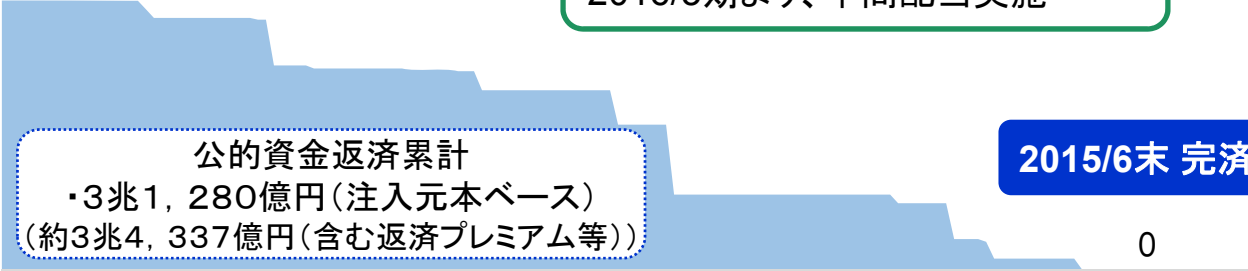 公的資金返済累計
・3兆1,280億円(注入元本ベース)
(約3兆4,337億円(含む返済プレミアム等))
2015/6末 完済
0